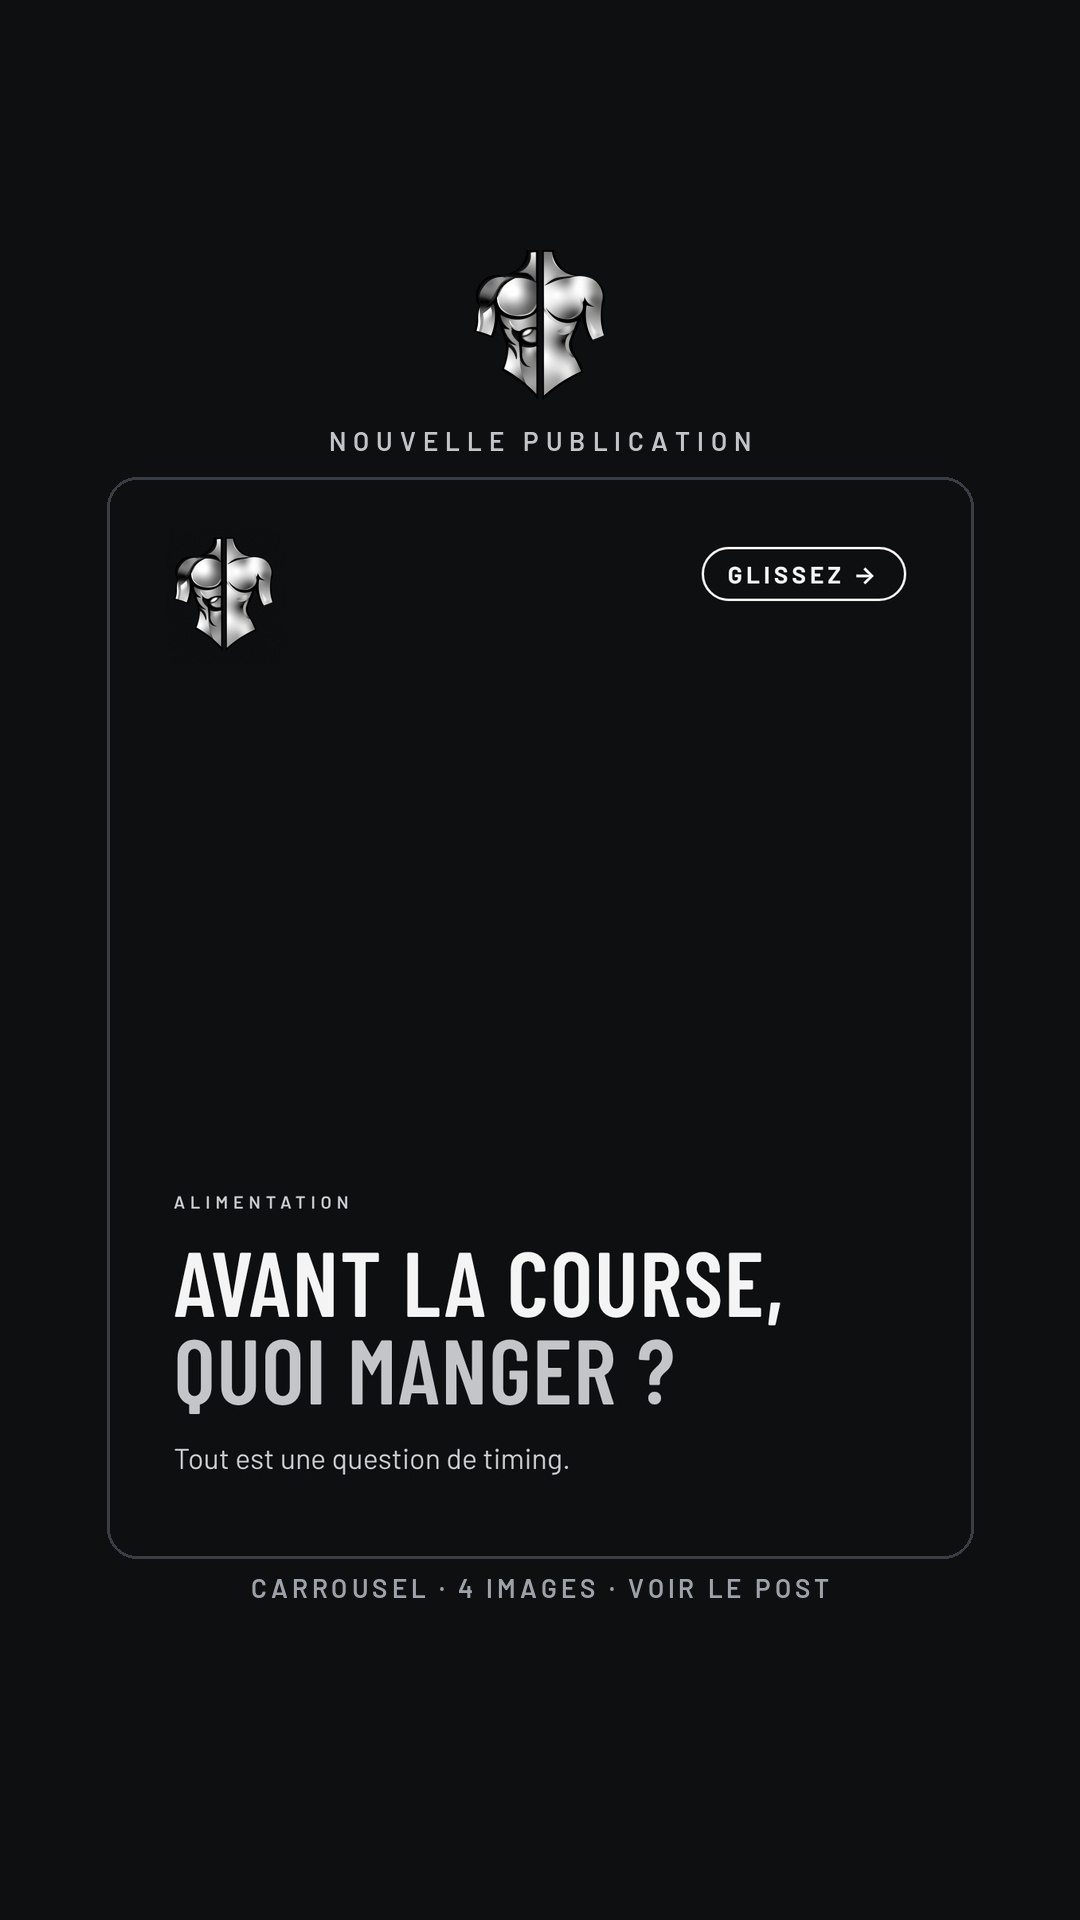 NOUVELLE PUBLICATION
GLISSEZ →
ALIMENTATION
AVANT LA COURSE,
QUOI MANGER ?
Tout est une question de timing.
CARROUSEL · 4 IMAGES · VOIR LE POST